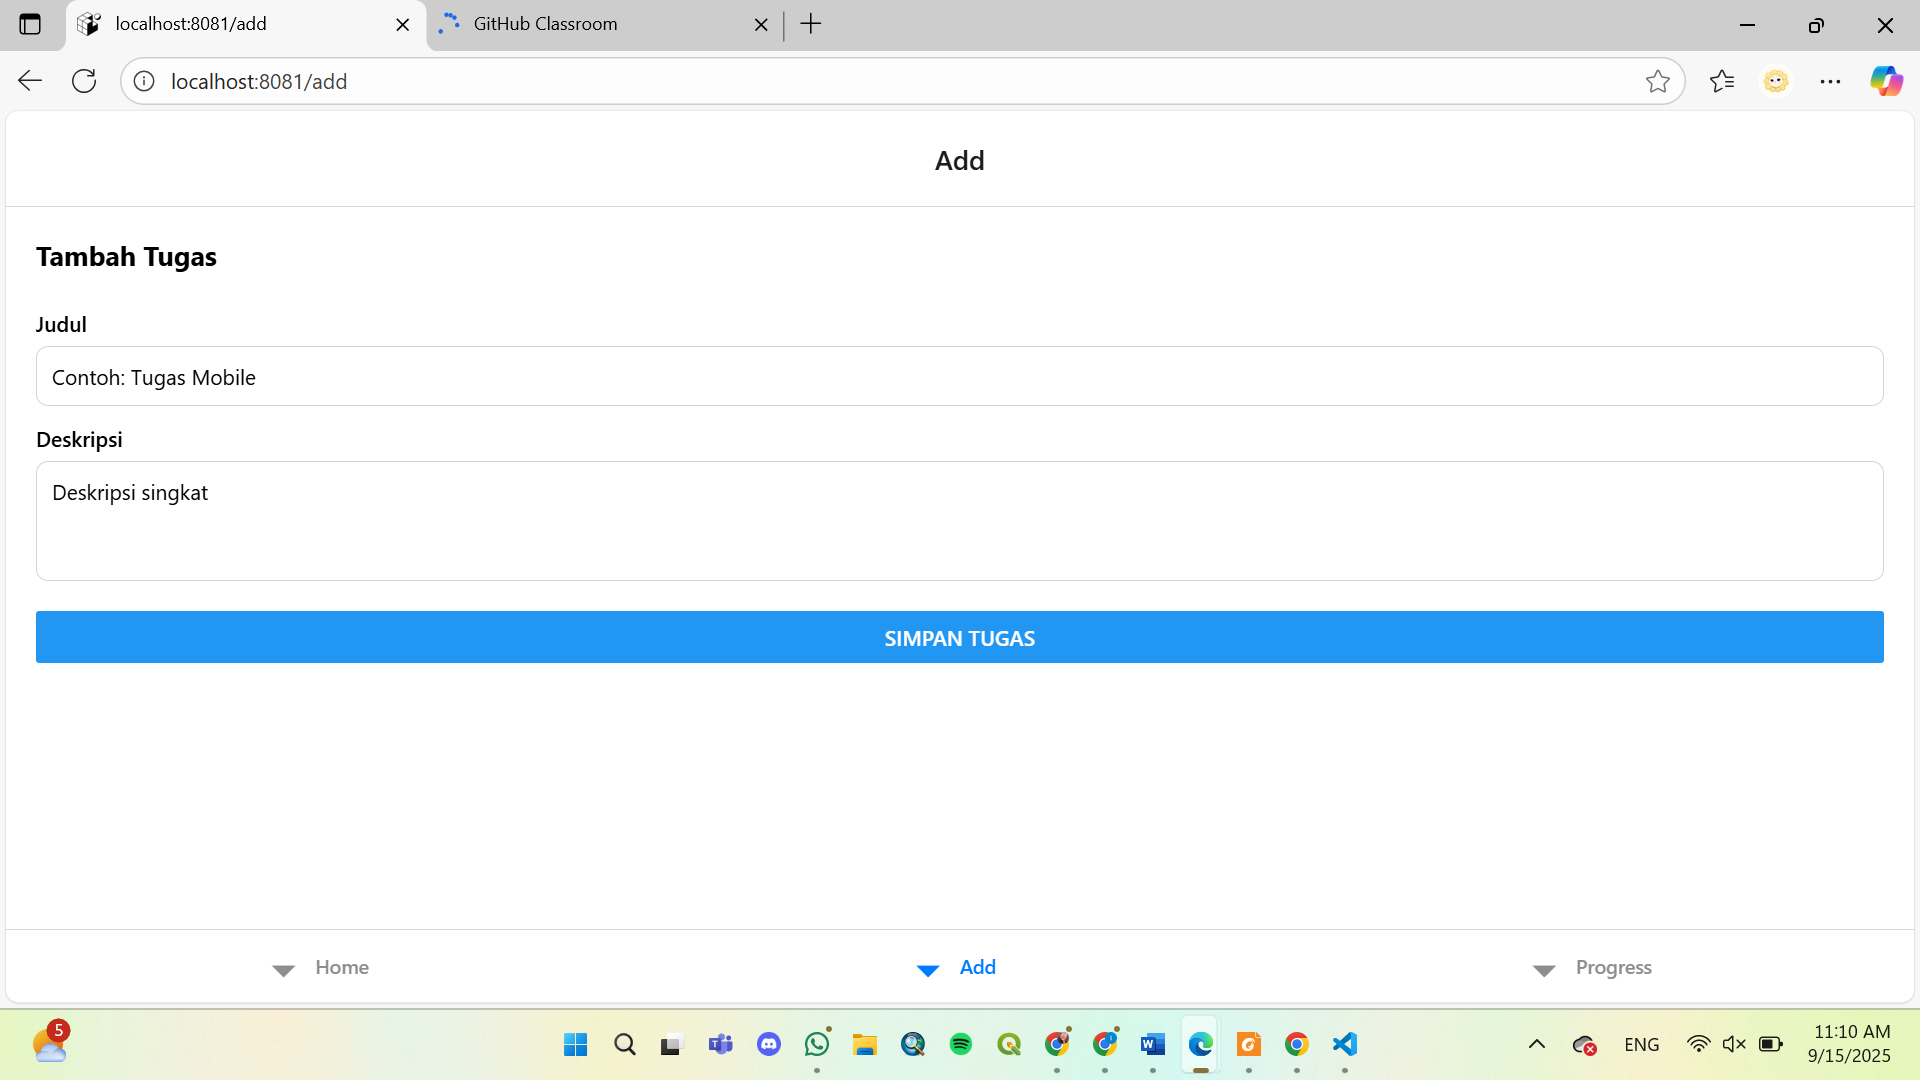 localhost:8081/add
GitHub Classroom
localhost:8081/add
Add
Tambah Tugas
Judul
Contoh: Tugas Mobile
Deskripsi
Deskripsi singkat
SIMPAN TUGAS
Home
Add
Progress
5
ENG
11:10 AM
9/15/2025